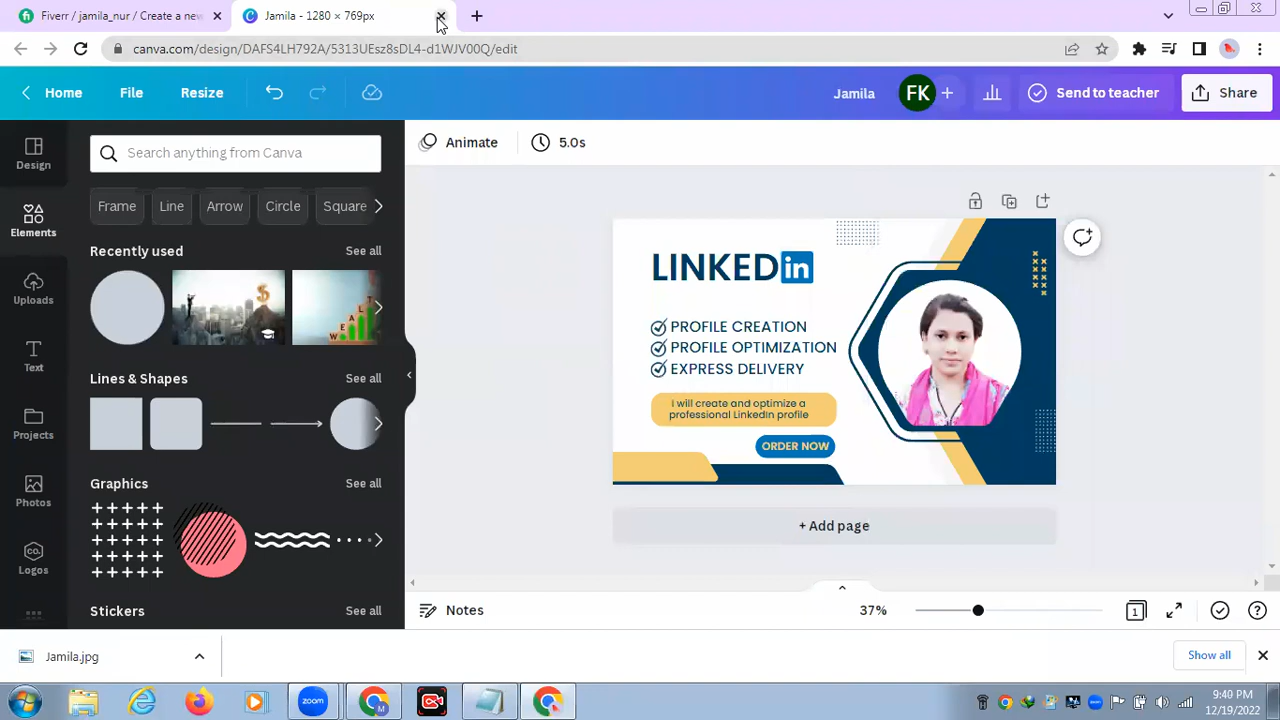 Fiverr / jamila_nur / Create a new
Jamila - 1280 × 769px
canva.com/design/DAFS4LH792A/5313UEsz8sDL4-d1WJV00Q/edit
Home
File
Resize
Jamila
FK
Send to teacher
Share
Design
Search anything from Canva
Animate
5.0s
Frame
Line
Arrow
Circle
Square
Elements
Recently used
See all
Uploads
Lines & Shapes
See all
Text
Projects
Graphics
See all
Photos
co.
Logos
Stickers
See all
LINKEDin
PROFILE CREATION
PROFILE OPTIMIZATION
EXPRESS DELIVERY
I will create and optimize a
professional LinkedIn profile
ORDER NOW
+ Add page
Notes
37%
1
Jamila.jpg
Show all
zoom
9:40 PM
12/19/2022